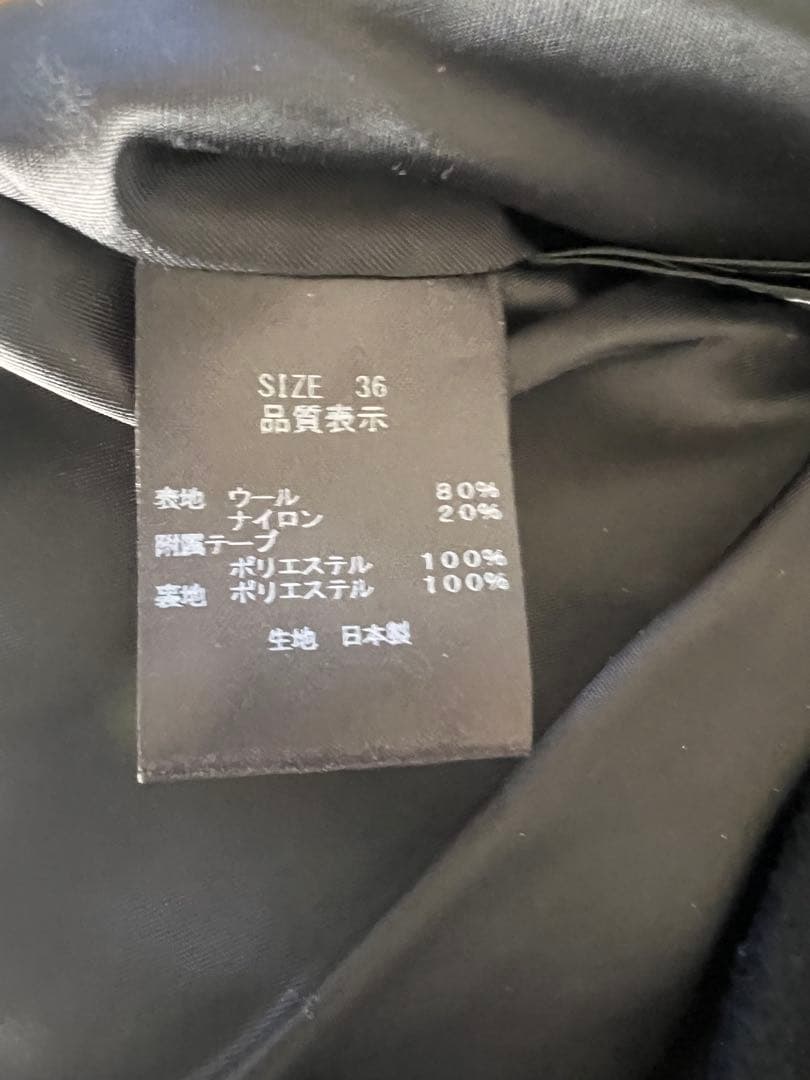 SIZE 36
品質表示
表地 ウール 80%
ナイロン 20%
附属テープ
ポリエステル 100%
裏地 ポリエステル 100%
生地 日本製